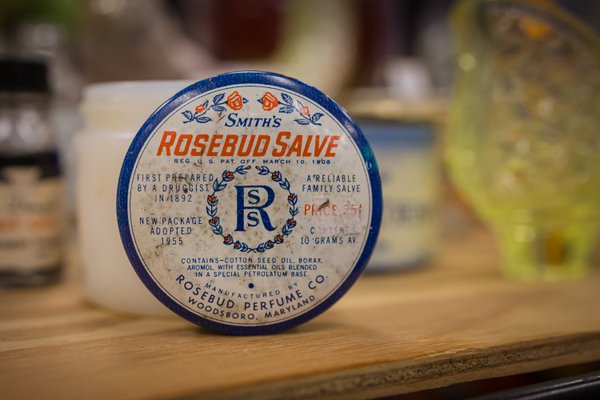 SMITH'S
ROSEBUD SALVE
REG. U.S. PAT. OFF. MARCH 10, 1908
FIRST PREPARED
BY A DRUGGIST
IN 1892
NEW PACKAGE
ADOPTED
1955
RSS
A RELIABLE
FAMILY SALVE
PRICE 75¢
CONTENTS
10 GRAMS AV.
CONTAINS-COTTON SEED OIL, BORAX,
AROMOL WITH ESSENTIAL OILS BLENDED
IN A SPECIAL PETROLATUM BASE
MANUFACTURED BY
ROSEBUD PERFUME CO.
WOODSBORO, MARYLAND